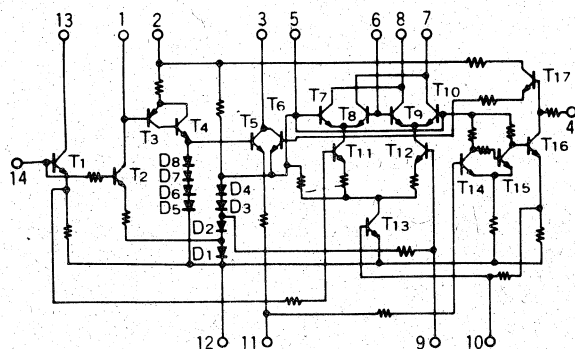 13 1 2 3 5 6 8 7
T17
T7 T10
T6 T8 T9
T3 T4 T5
4
T16
T1 T2 D8 T11 T12
14 D7 T14 T15
D6 D4
D5 D3
D2 T13
D1
12 11 9 10